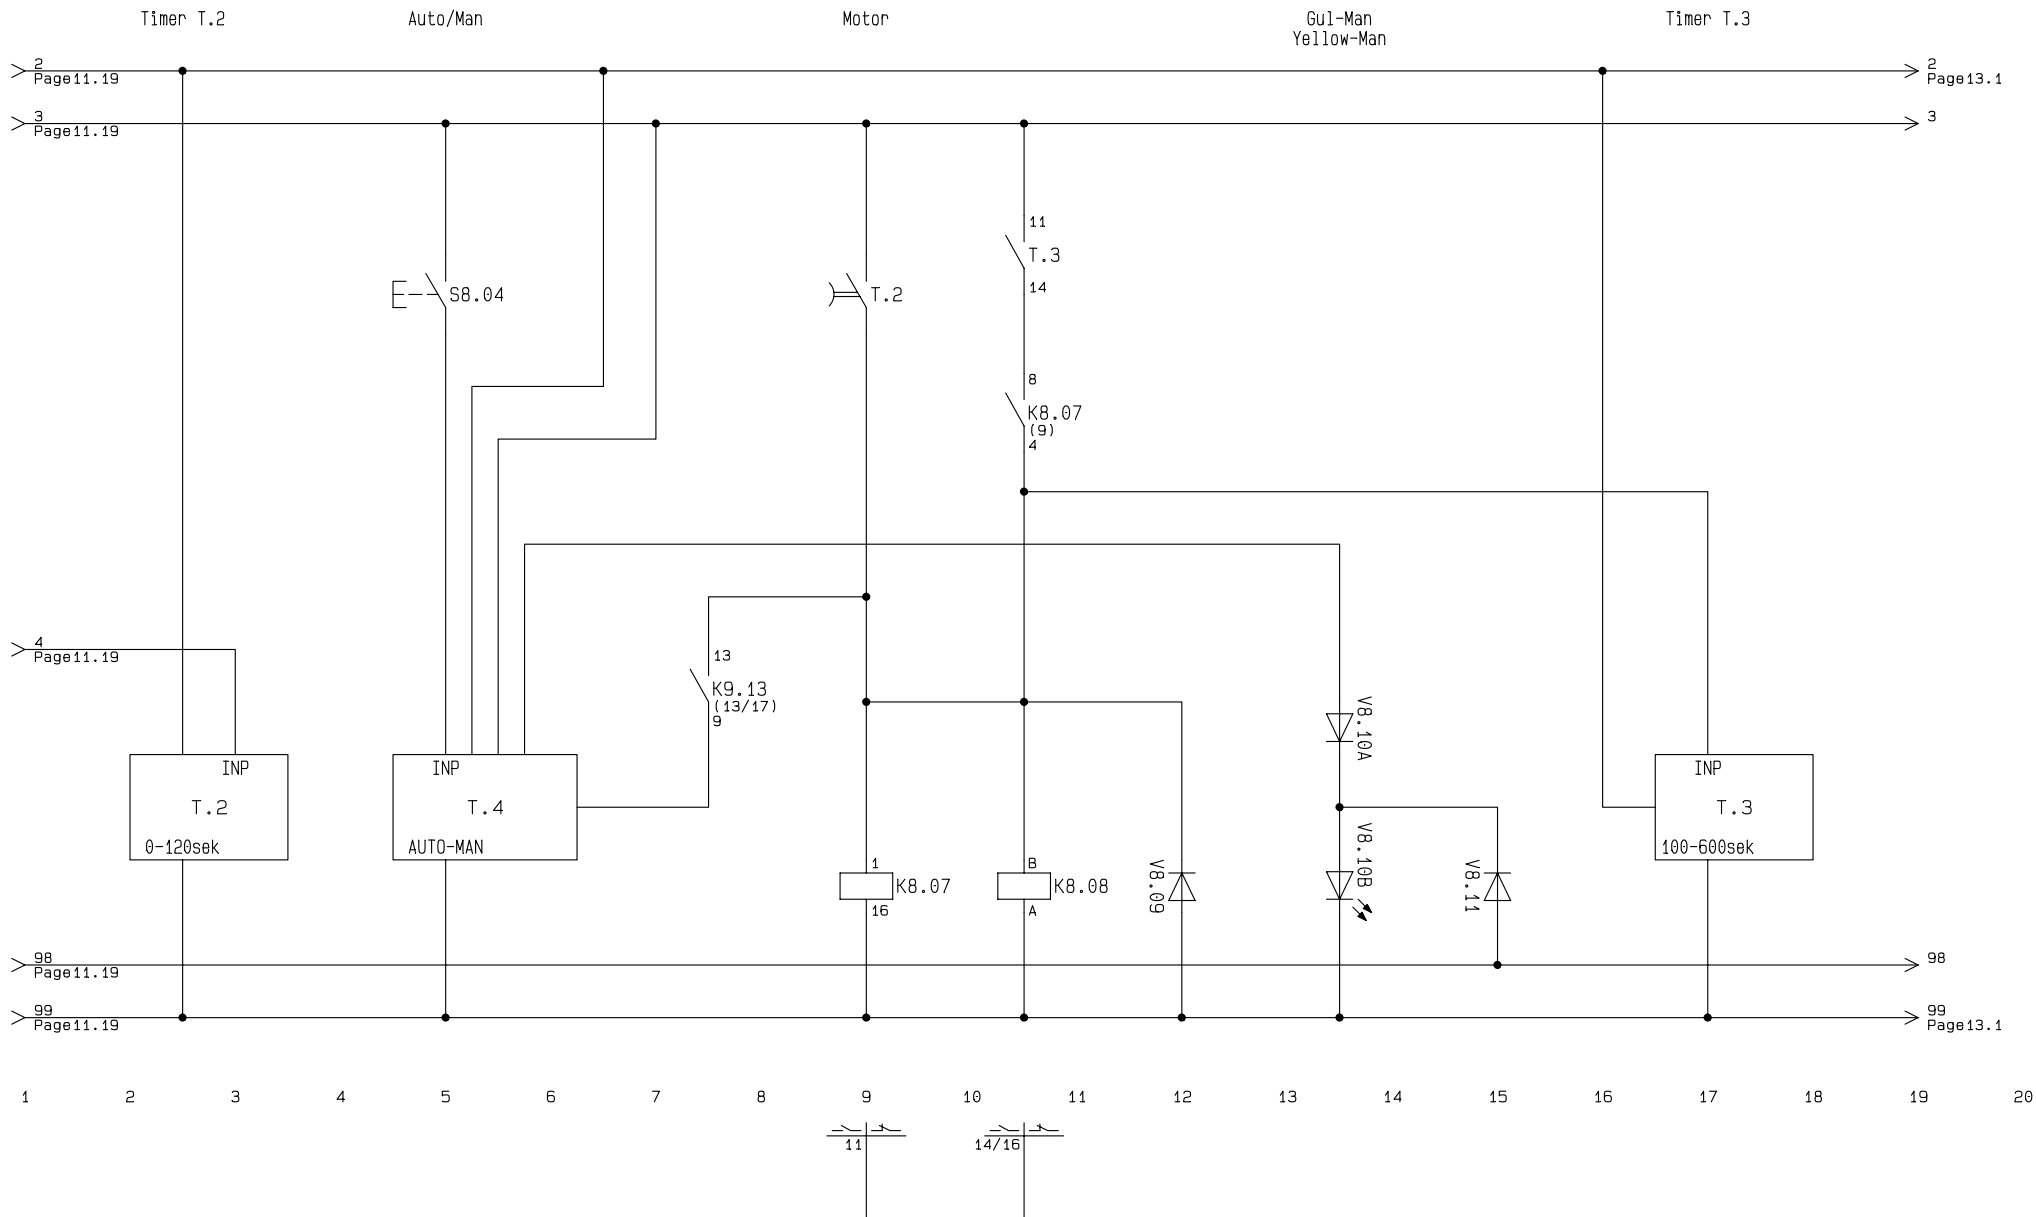 Timer T.2
Auto/Man
Motor
Gul-Man
Yellow-Man
Timer T.3
2
Page11.19
2
Page13.1
3
Page11.19
3
11
T.3
14
S8.04
T.2
8
K8.07
(9)
4
4
Page11.19
13
K9.13
(13/17)
9
V8.10A
INP
T.2
0-120sek
INP
T.4
AUTO-MAN
INP
T.3
100-600sek
1
K8.07
16
B
K8.08
A
V8.09
V8.10B
V8.11
98
Page11.19
98
99
Page11.19
99
Page13.1
1 2 3 4 5 6 7 8 9 10 11 12 13 14 15 16 17 18 19 20
11
14/16